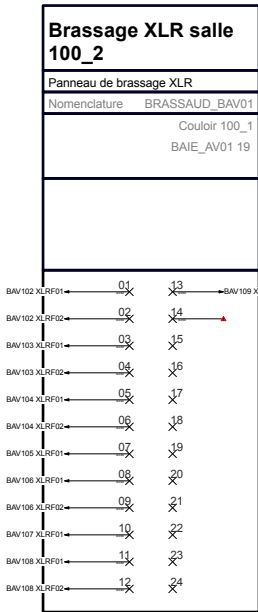 Brassage XLR salle
100_2
Panneau de brassage XLR
Nomenclature BRASSAUD_BAV01
Couloir 100_1
BAIE_AV01 19
BAV102 XLRF01 01 13 BAV109 X
BAV102 XLRF02 02 14
BAV103 XLRF01 03 15
BAV103 XLRF02 04 16
BAV104 XLRF01 05 17
BAV104 XLRF02 06 18
BAV105 XLRF01 07 19
BAV106 XLRF01 08 20
BAV106 XLRF02 09 21
BAV107 XLRF01 10 22
BAV108 XLRF01 11 23
BAV108 XLRF02 12 24